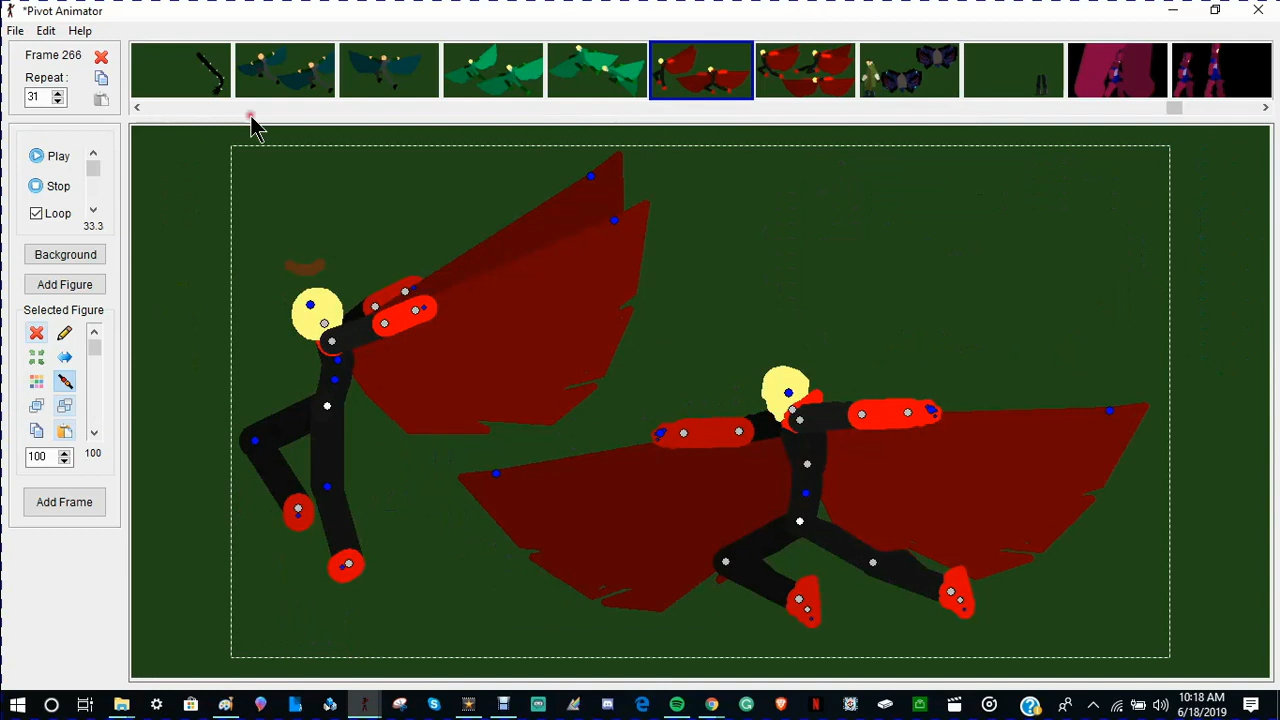 *Pivot Animator
File Edit Help
Frame 266
Repeat :
31
Play
Stop
Loop
33.3
Background
Add Figure
Selected Figure
100 100
Add Frame
10:18 AM
6/18/2019